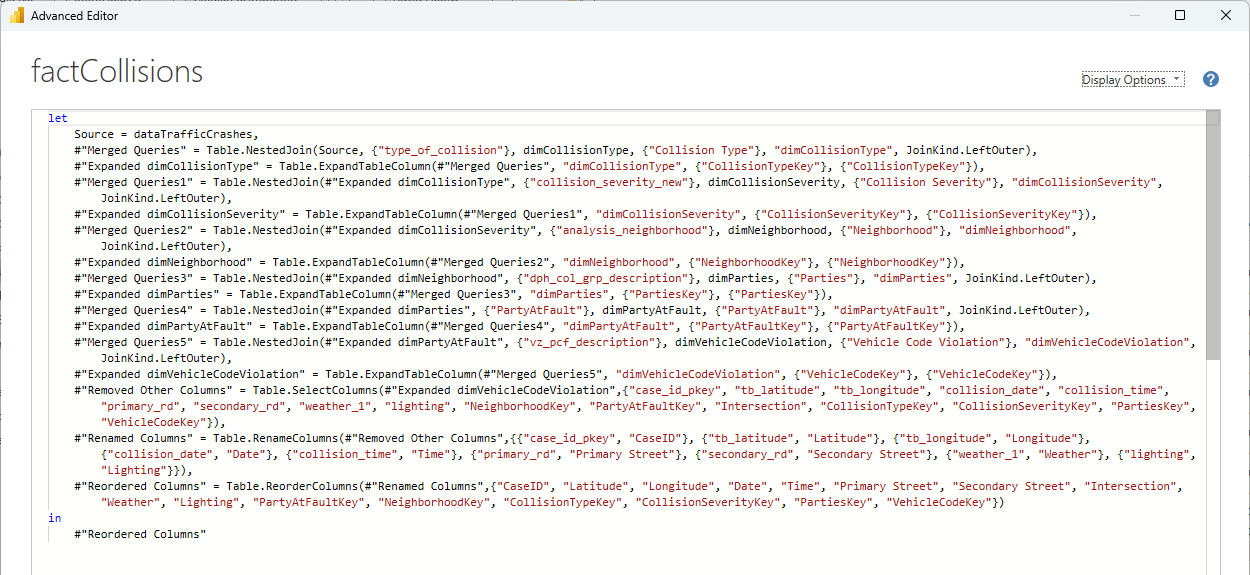 Advanced Editor
factCollisions
Display Options
?
let
Source = dataTrafficCrashes,
#"Merged Queries" = Table.NestedJoin(Source, {"type_of_collision"}, dimCollisionType, {"Collision Type"}, "dimCollisionType", JoinKind.LeftOuter),
#"Expanded dimCollisionType" = Table.ExpandTableColumn(#"Merged Queries", "dimCollisionType", {"CollisionTypeKey"}, {"CollisionTypeKey"}),
#"Merged Queries1" = Table.NestedJoin(#"Expanded dimCollisionType", {"collision_severity_new"}, dimCollisionSeverity, {"Collision Severity"}, "dimCollisionSeverity",
JoinKind.LeftOuter),
#"Expanded dimCollisionSeverity" = Table.ExpandTableColumn(#"Merged Queries1", "dimCollisionSeverity", {"CollisionSeverityKey"}, {"CollisionSeverityKey"}),
#"Merged Queries2" = Table.NestedJoin(#"Expanded dimCollisionSeverity", {"analysis_neighborhood"}, dimNeighborhood, {"Neighborhood"}, "dimNeighborhood",
JoinKind.LeftOuter),
#"Expanded dimNeighborhood" = Table.ExpandTableColumn(#"Merged Queries2", "dimNeighborhood", {"NeighborhoodKey"}, {"NeighborhoodKey"}),
#"Merged Queries3" = Table.NestedJoin(#"Expanded dimNeighborhood", {"dph_col_grp_description"}, dimParties, {"Parties"}, "dimParties", JoinKind.LeftOuter),
#"Expanded dimParties" = Table.ExpandTableColumn(#"Merged Queries3", "dimParties", {"PartiesKey"}, {"PartiesKey"}),
#"Merged Queries4" = Table.NestedJoin(#"Expanded dimParties", {"PartyAtFault"}, dimPartyAtFault, {"PartyAtFault"}, "dimPartyAtFault", JoinKind.LeftOuter),
#"Expanded dimPartyAtFault" = Table.ExpandTableColumn(#"Merged Queries4", "dimPartyAtFault", {"PartyAtFaultKey"}, {"PartyAtFaultKey"}),
#"Merged Queries5" = Table.NestedJoin(#"Expanded dimPartyAtFault", {"vz_pcf_description"}, dimVehicleCodeViolation, {"Vehicle Code Violation"}, "dimVehicleCodeViolation",
JoinKind.LeftOuter),
#"Expanded dimVehicleCodeViolation" = Table.ExpandTableColumn(#"Merged Queries5", "dimVehicleCodeViolation", {"VehicleCodeKey"}, {"VehicleCodeKey"}),
#"Removed Other Columns" = Table.SelectColumns(#"Expanded dimVehicleCodeViolation",{"case_id_pkey", "tb_latitude", "tb_longitude", "collision_date", "collision_time",
"primary_rd", "secondary_rd", "weather_1", "lighting", "NeighborhoodKey", "PartyAtFaultKey", "Intersection", "CollisionTypeKey", "CollisionSeverityKey", "PartiesKey",
"VehicleCodeKey"}),
#"Renamed Columns" = Table.RenameColumns(#"Removed Other Columns",{{"case_id_pkey", "CaseID"}, {"tb_latitude", "Latitude"}, {"tb_longitude", "Longitude"},
{"collision_date", "Date"}, {"collision_time", "Time"}, {"primary_rd", "Primary Street"}, {"secondary_rd", "Secondary Street"}, {"weather_1", "Weather"}, {"lighting",
"Lighting"}}),
#"Reordered Columns" = Table.ReorderColumns(#"Renamed Columns",{"CaseID", "Latitude", "Longitude", "Date", "Time", "Primary Street", "Secondary Street", "Intersection",
"Weather", "Lighting", "PartyAtFaultKey", "NeighborhoodKey", "CollisionTypeKey", "CollisionSeverityKey", "PartiesKey", "VehicleCodeKey"})
in
#"Reordered Columns"